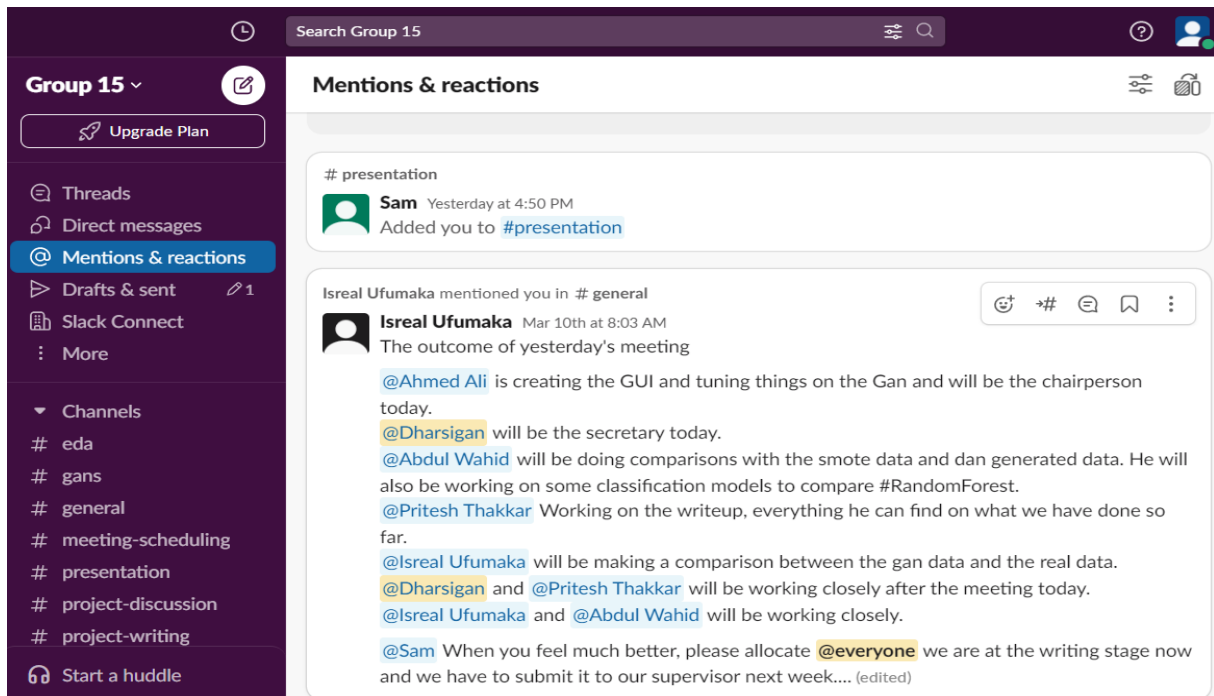 Search Group 15
Group 15
Upgrade Plan
Threads
Direct messages
Mentions & reactions
Drafts & sent 1
Slack Connect
More
Channels
# eda
# gans
# general
# meeting-scheduling
# presentation
# project-discussion
# project-writing
Start a huddle
Mentions & reactions
# presentation
Sam Yesterday at 4:50 PM
Added you to #presentation
Isreal Ufumaka mentioned you in # general
Isreal Ufumaka Mar 10th at 8:03 AM
The outcome of yesterday's meeting
@Ahmed Ali is creating the GUI and tuning things on the Gan and will be the chairperson
today.
@Dharsigan will be the secretary today.
@Abdul Wahid will be doing comparisons with the smote data and dan generated data. He will
also be working on some classification models to compare #RandomForest.
@Pritesh Thakkar Working on the writeup, everything he can find on what we have done so
far.
@Isreal Ufumaka will be making a comparison between the gan data and the real data.
@Dharsigan and @Pritesh Thakkar will be working closely after the meeting today.
@Isreal Ufumaka and @Abdul Wahid will be working closely.
@Sam When you feel much better, please allocate @everyone we are at the writing stage now
and we have to submit it to our supervisor next week.... (edited)